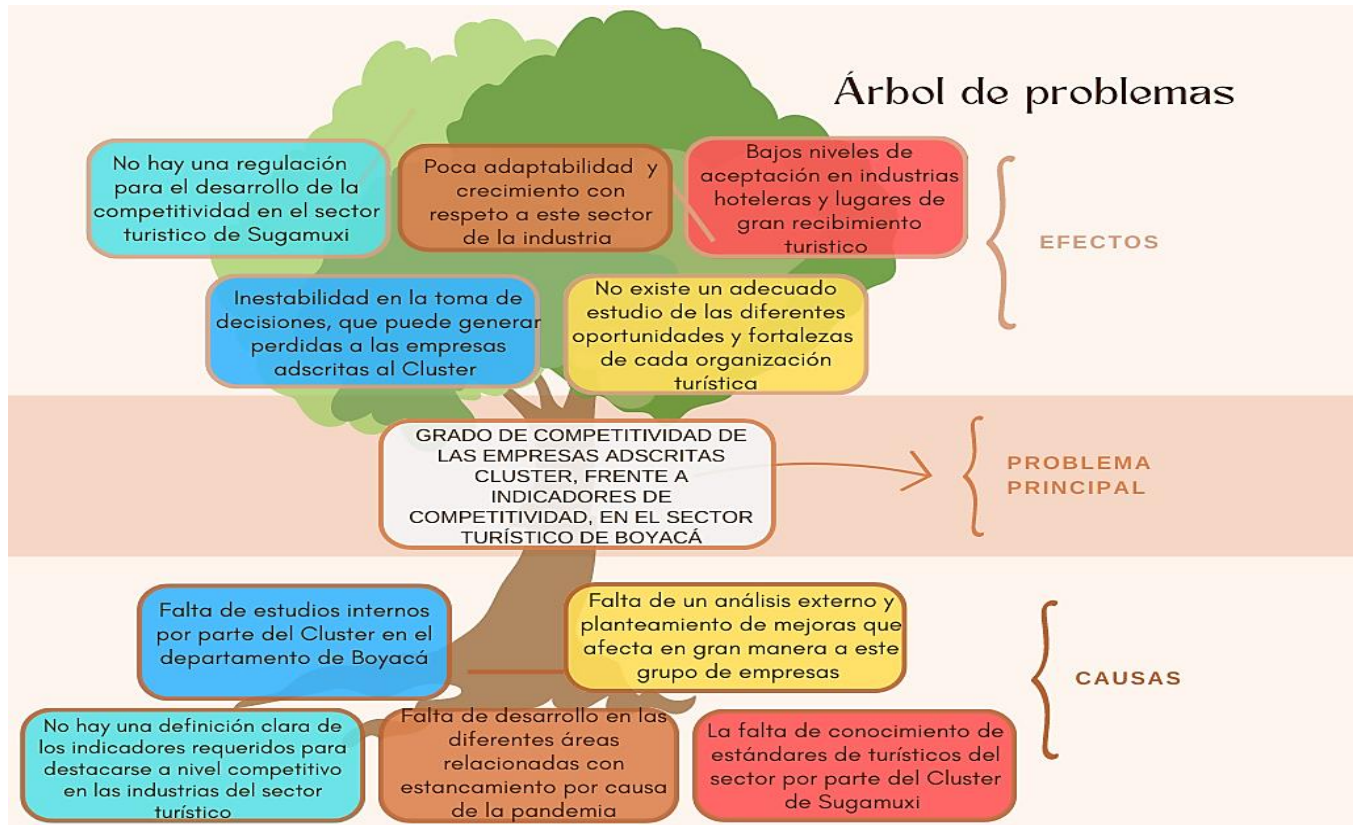 Árbol de problemas
No hay una regulación
para el desarrollo de la
competitividad en el sector
turistico de Sugamuxi
Poca adaptabilidad y
crecimiento con
respeto a este sector
de la industria
Bajos niveles de
aceptación en industrias
hoteleras y lugares de
gran recibimiento
turistico
EFECTOS
Inestabilidad en la toma de
decisiones, que puede generar
perdidas a las empresas
adscritas al Cluster
No existe un adecuado
estudio de las diferentes
oportunidades y fortalezas
de cada organización
turística
GRADO DE COMPETITIVIDAD DE
LAS EMPRESAS ADSCRITAS
CLUSTER, FRENTE A
INDICADORES DE
COMPETITIVIDAD, EN EL SECTOR
TURÍSTICO DE BOYACÁ
PROBLEMA
PRINCIPAL
Falta de estudios internos
por parte del Cluster en el
departamento de Boyacá
Falta de un análisis externo y
planteamiento de mejoras que
afecta en gran manera a este
grupo de empresas
CAUSAS
No hay una definición clara de
los indicadores requeridos para
destacarse a nivel competitivo
en las industrias del sector
turístico
Falta de desarrollo en las
diferentes áreas
relacionadas con
estancamiento por causa
de la pandemia
La falta de conocimiento de
estándares de turísticos del
sector por parte del Cluster
de Sugamuxi